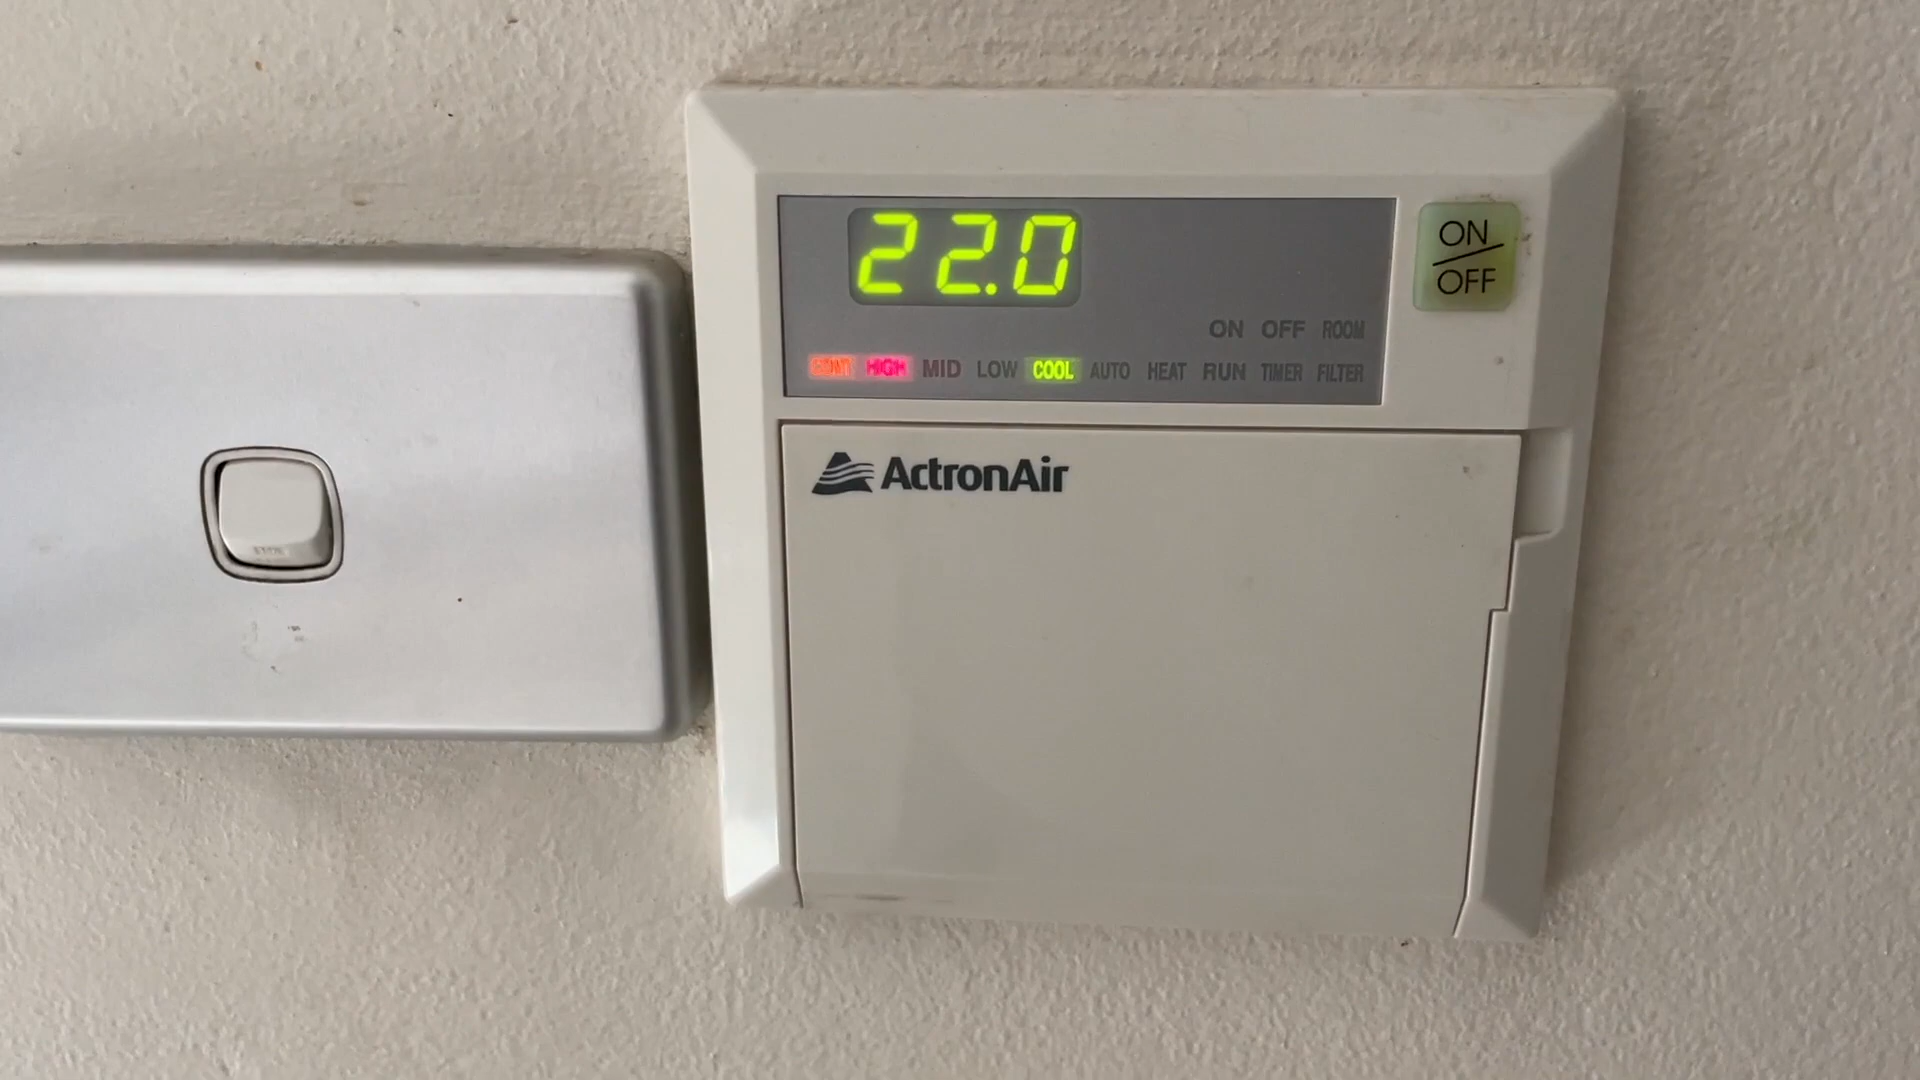 22.0
ON OFF ROOM
CONT HIGH MID LOW COOL AUTO HEAT RUN TIMER FILTER
ON/OFF
ActronAir